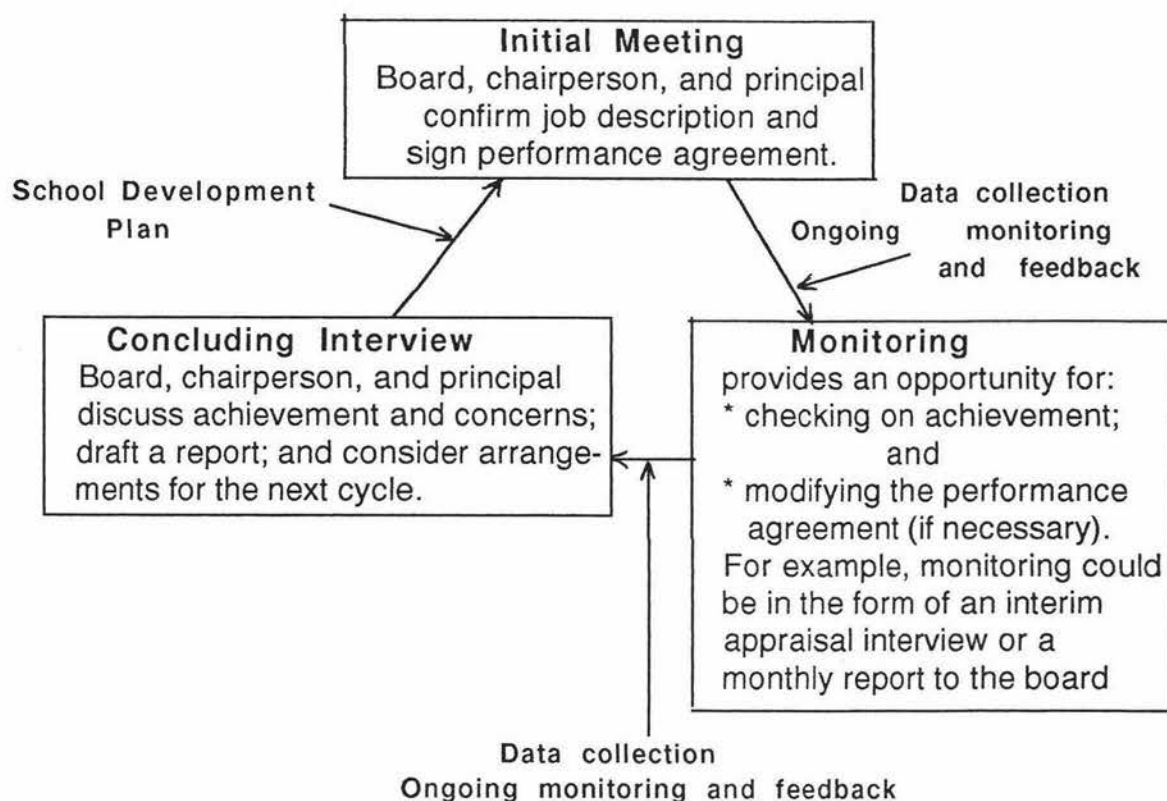 Initial Meeting
Board, chairperson, and principal
confirm job description and
sign performance agreement.
School Development
Plan
Data collection
Ongoing monitoring
and feedback
Concluding Interview
Board, chairperson, and principal
discuss achievement and concerns;
draft a report; and consider arrange-
ments for the next cycle.
Monitoring
provides an opportunity for:
* checking on achievement;
and
* modifying the performance
agreement (if necessary).
For example, monitoring could
be in the form of an interim
appraisal interview or a
monthly report to the board
Data collection
Ongoing monitoring and feedback